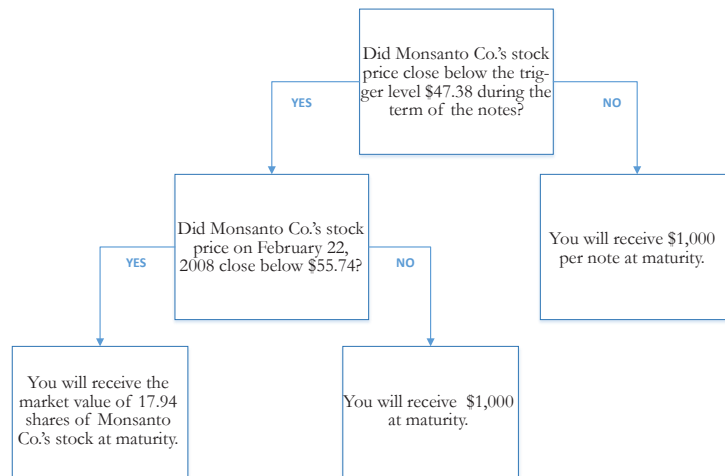 Did Monsanto Co.'s stock
price close below the trig-
ger level $47.38 during the
term of the notes?
YES
NO
Did Monsanto Co.'s stock
price on February 22,
2008 close below $55.74?
You will receive $1,000
per note at maturity.
YES
NO
You will receive the
market value of 17.94
shares of Monsanto
Co.'s stock at maturity.
You will receive $1,000
at maturity.